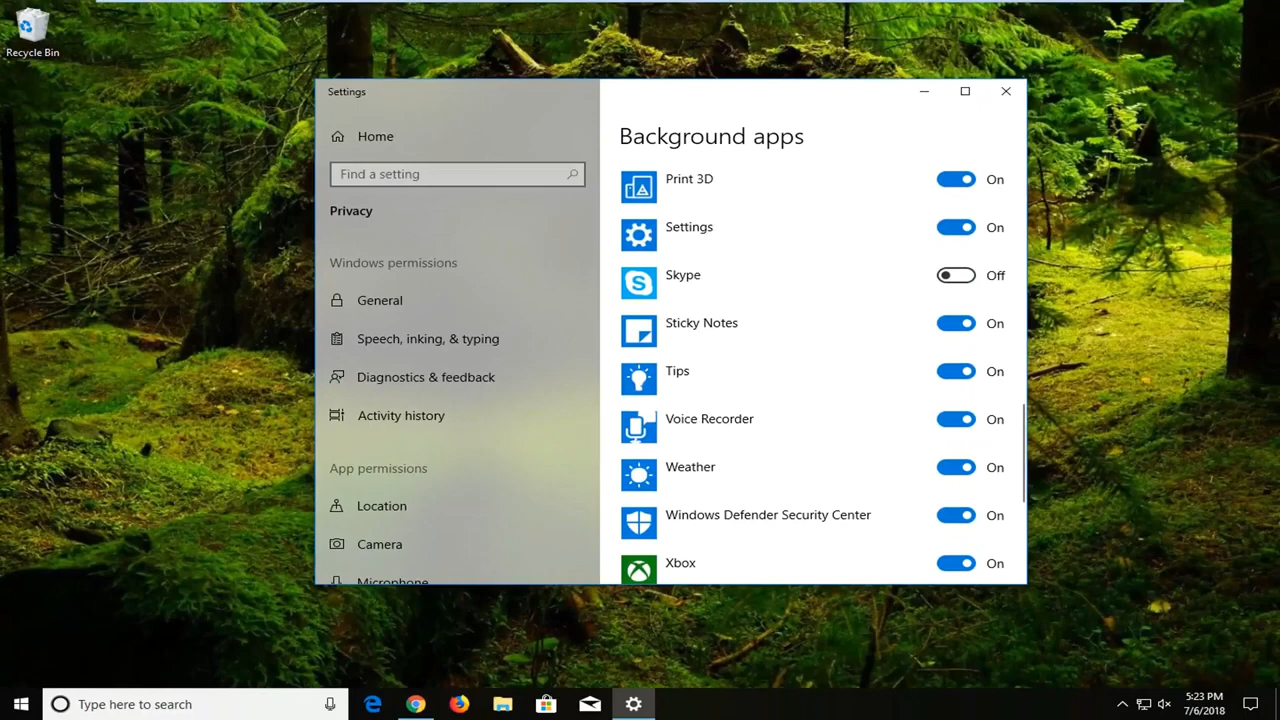 Recycle Bin
Settings
Home
Find a setting
Privacy
Windows permissions
General
Speech, inking, & typing
Diagnostics & feedback
Activity history
App permissions
Location
Camera
Microphone
Background apps
Print 3D On
Settings On
Skype Off
Sticky Notes On
Tips On
Voice Recorder On
Weather On
Windows Defender Security Center On
Xbox On
Type here to search
5:23 PM
7/6/2018